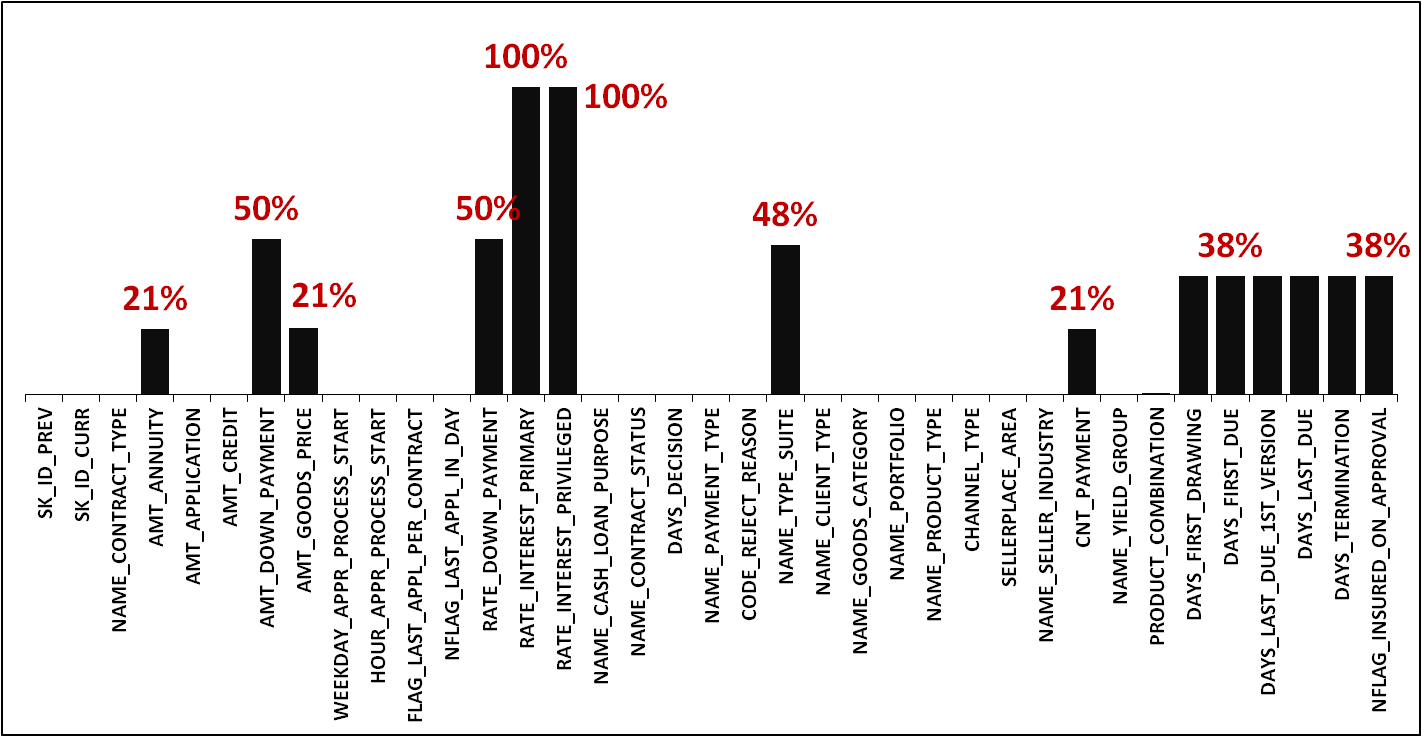 100%
100%
50%
50%
48%
38%
38%
21%
21%
21%
SK_ID_PREV
SK_ID_CURR
NAME_CONTRACT_TYPE
AMT_ANNUITY
AMT_APPLICATION
AMT_CREDIT
AMT_DOWN_PAYMENT
AMT_GOODS_PRICE
WEEKDAY_APPR_PROCESS_START
HOUR_APPR_PROCESS_START
FLAG_LAST_APPL_PER_CONTRACT
NFLAG_LAST_APPL_IN_DAY
RATE_DOWN_PAYMENT
RATE_INTEREST_PRIMARY
RATE_INTEREST_PRIVILEGED
NAME_CASH_LOAN_PURPOSE
NAME_CONTRACT_STATUS
DAYS_DECISION
NAME_PAYMENT_TYPE
CODE_REJECT_REASON
NAME_TYPE_SUITE
NAME_CLIENT_TYPE
NAME_GOODS_CATEGORY
NAME_PORTFOLIO
NAME_PRODUCT_TYPE
CHANNEL_TYPE
SELLERPLACE_AREA
NAME_SELLER_INDUSTRY
CNT_PAYMENT
NAME_YIELD_GROUP
PRODUCT_COMBINATION
DAYS_FIRST_DRAWING
DAYS_FIRST_DUE
DAYS_LAST_DUE_1ST_VERSION
DAYS_LAST_DUE
DAYS_TERMINATION
NFLAG_INSURED_ON_APPROVAL